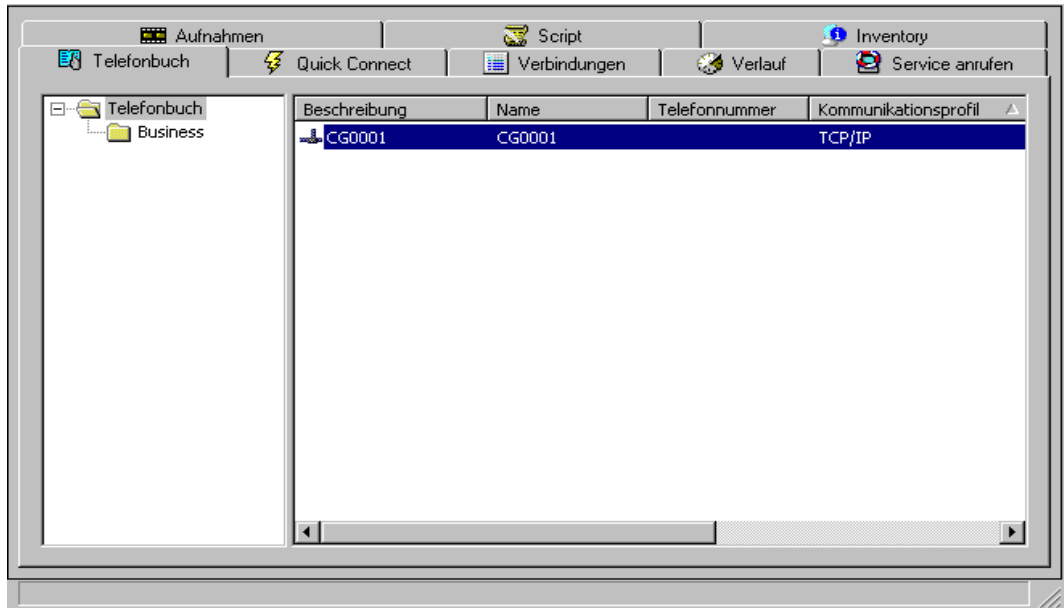 Aufnahmen Script Inventory
Telefonbuch Quick Connect Verbindungen Verlauf Service anrufen
Telefonbuch
Business
Beschreibung Name Telefonnummer Kommunikationsprofil
CG0001 CG0001 TCP/IP